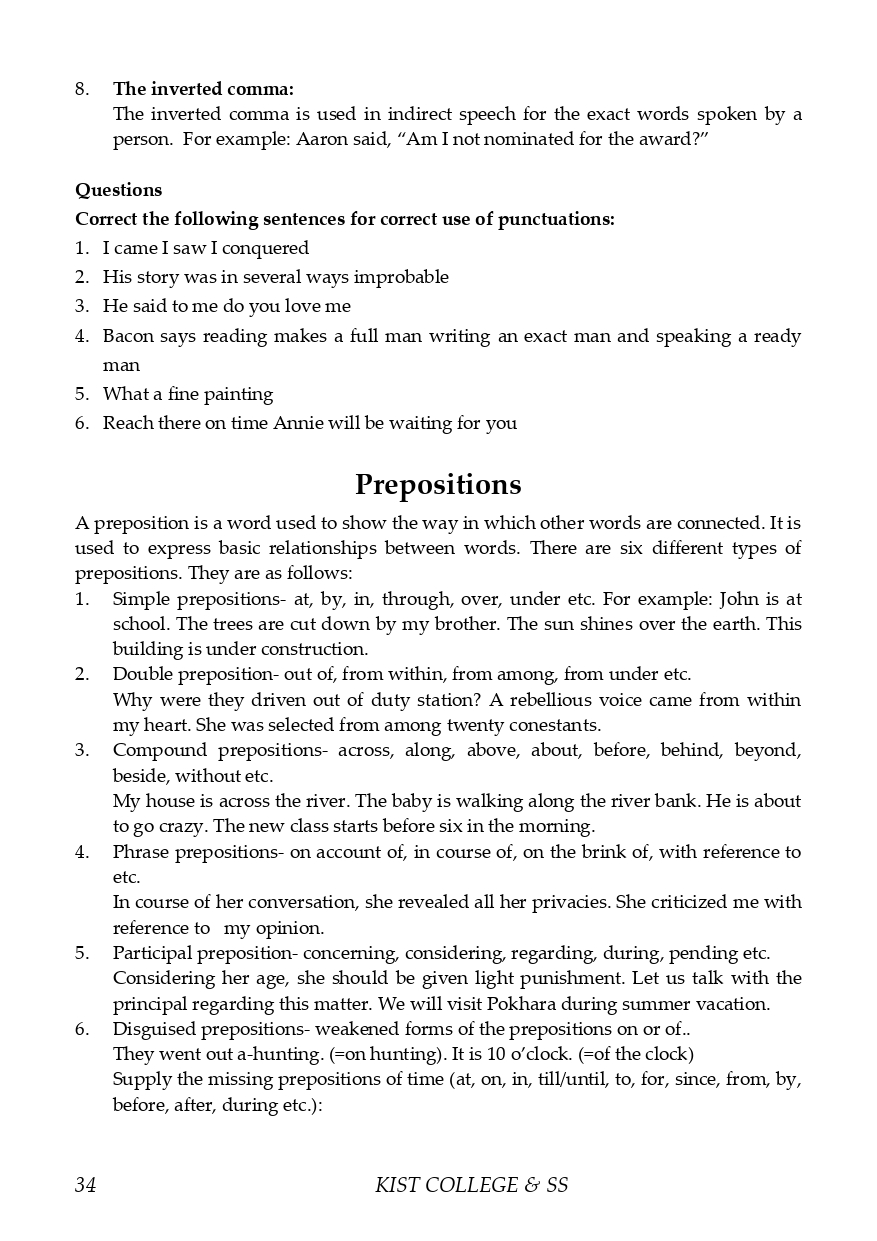 8. The inverted comma:
The inverted comma is used in indirect speech for the exact words spoken by a
person. For example: Aaron said, “Am I not nominated for the award?”
Questions
Correct the following sentences for correct use of punctuations:
1. I came I saw I conquered
2. His story was in several ways improbable
3. He said to me do you love me
4. Bacon says reading makes a full man writing an exact man and speaking a ready
man
5. What a fine painting
6. Reach there on time Annie will be waiting for you
Prepositions
A preposition is a word used to show the way in which other words are connected. It is
used to express basic relationships between words. There are six different types of
prepositions. They are as follows:
1. Simple prepositions- at, by, in, through, over, under etc. For example: John is at
school. The trees are cut down by my brother. The sun shines over the earth. This
building is under construction.
2. Double preposition- out of, from within, from among, from under etc.
Why were they driven out of duty station? A rebellious voice came from within
my heart. She was selected from among twenty conestants.
3. Compound prepositions- across, along, above, about, before, behind, beyond,
beside, without etc.
My house is across the river. The baby is walking along the river bank. He is about
to go crazy. The new class starts before six in the morning.
4. Phrase prepositions- on account of, in course of, on the brink of, with reference to
etc.
In course of her conversation, she revealed all her privacies. She criticized me with
reference to my opinion.
5. Participal preposition- concerning, considering, regarding, during, pending etc.
Considering her age, she should be given light punishment. Let us talk with the
principal regarding this matter. We will visit Pokhara during summer vacation.
6. Disguised prepositions- weakened forms of the prepositions on or of..
They went out a-hunting. (=on hunting). It is 10 o’clock. (=of the clock)
Supply the missing prepositions of time (at, on, in, till/until, to, for, since, from, by,
before, after, during etc.):
34 KIST COLLEGE & SS